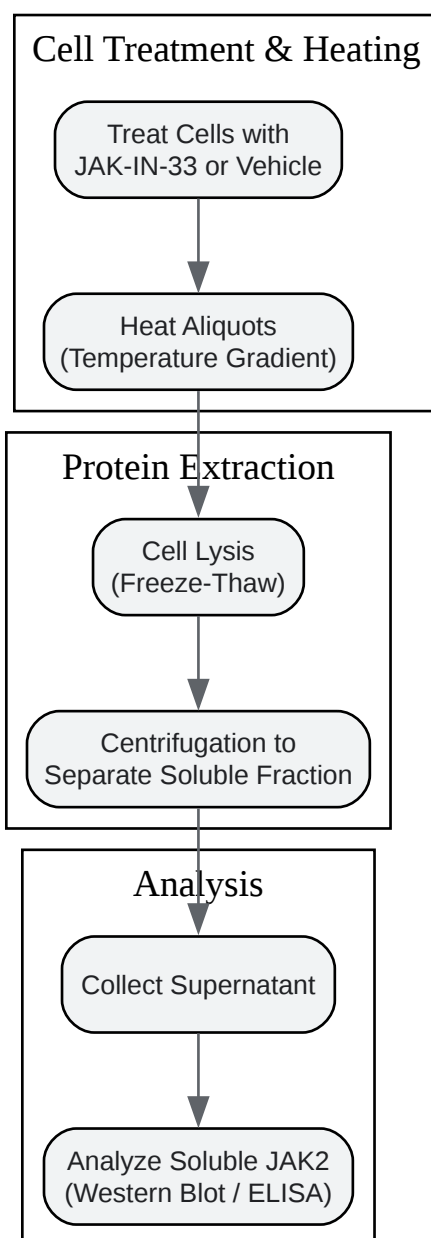 Cell Treatment & Heating
Treat Cells with
JAK-IN-33 or Vehicle
Heat Aliquots
(Temperature Gradient)
Protein Extraction
Cell Lysis
(Freeze-Thaw)
Centrifugation to
Separate Soluble Fraction
Analysis
Collect Supernatant
Analyze Soluble JAK2
(Western Blot / ELISA)